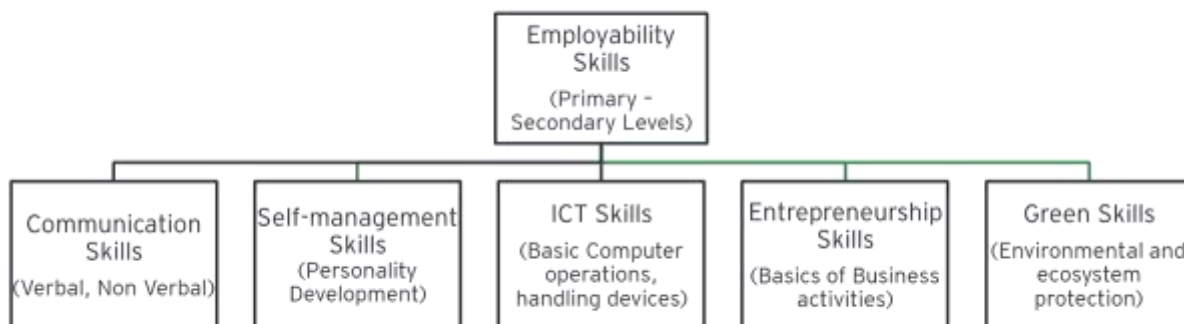 Employability
Skills
(Primary –
Secondary Levels)
Communication
Skills
(Verbal, Non Verbal)
Self-management
Skills
(Personality
Development)
ICT Skills
(Basic Computer
operations,
handling devices)
Entrepreneurship
Skills
(Basics of Business
activities)
Green Skills
(Environmental and
ecosystem
protection)